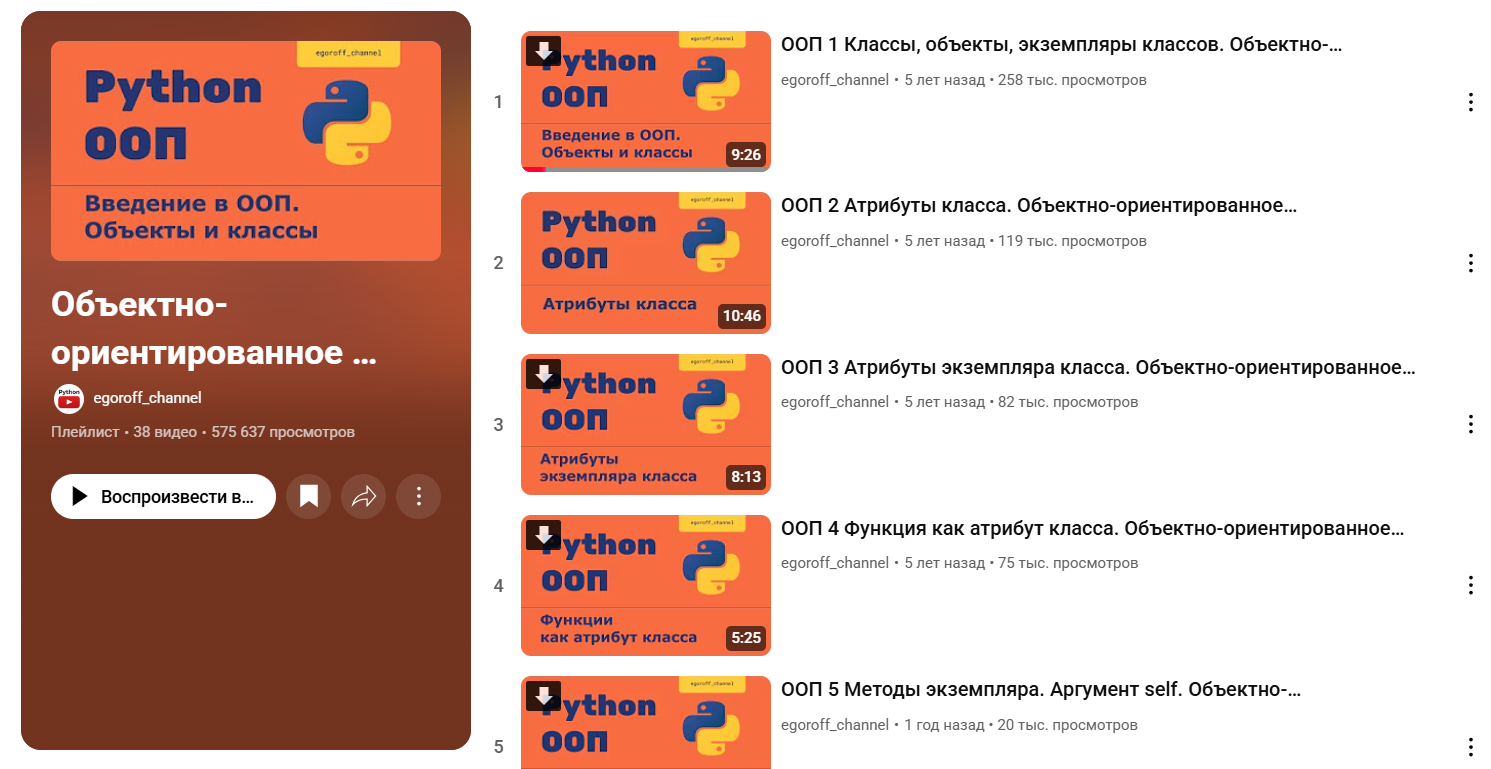 egoroff_channel
Python
ООП
Введение в ООП.
Объекты и классы
Объектно-
ориентированное ...
Python
egoroff_channel
Плейлист • 38 видео • 575 637 просмотров
Воспроизвести в...
1
egoroff_channel
Python
ООП
Введение в ООП.
Объекты и классы
9:26
ООП 1 Классы, объекты, экземпляры классов. Объектно-...
egoroff_channel • 5 лет назад • 258 тыс. просмотров
2
egoroff_channel
Python
ООП
Атрибуты класса
10:46
ООП 2 Атрибуты класса. Объектно-ориентированное...
egoroff_channel • 5 лет назад • 119 тыс. просмотров
3
egoroff_channel
Python
ООП
Атрибуты
экземпляра класса
8:13
ООП 3 Атрибуты экземпляра класса. Объектно-ориентированное...
egoroff_channel • 5 лет назад • 82 тыс. просмотров
4
egoroff_channel
Python
ООП
Функции
как атрибут класса
5:25
ООП 4 Функция как атрибут класса. Объектно-ориентированное...
egoroff_channel • 5 лет назад • 75 тыс. просмотров
5
egoroff_channel
Python
ООП
ООП 5 Методы экземпляра. Аргумент self. Объектно-...
egoroff_channel • 1 год назад • 20 тыс. просмотров